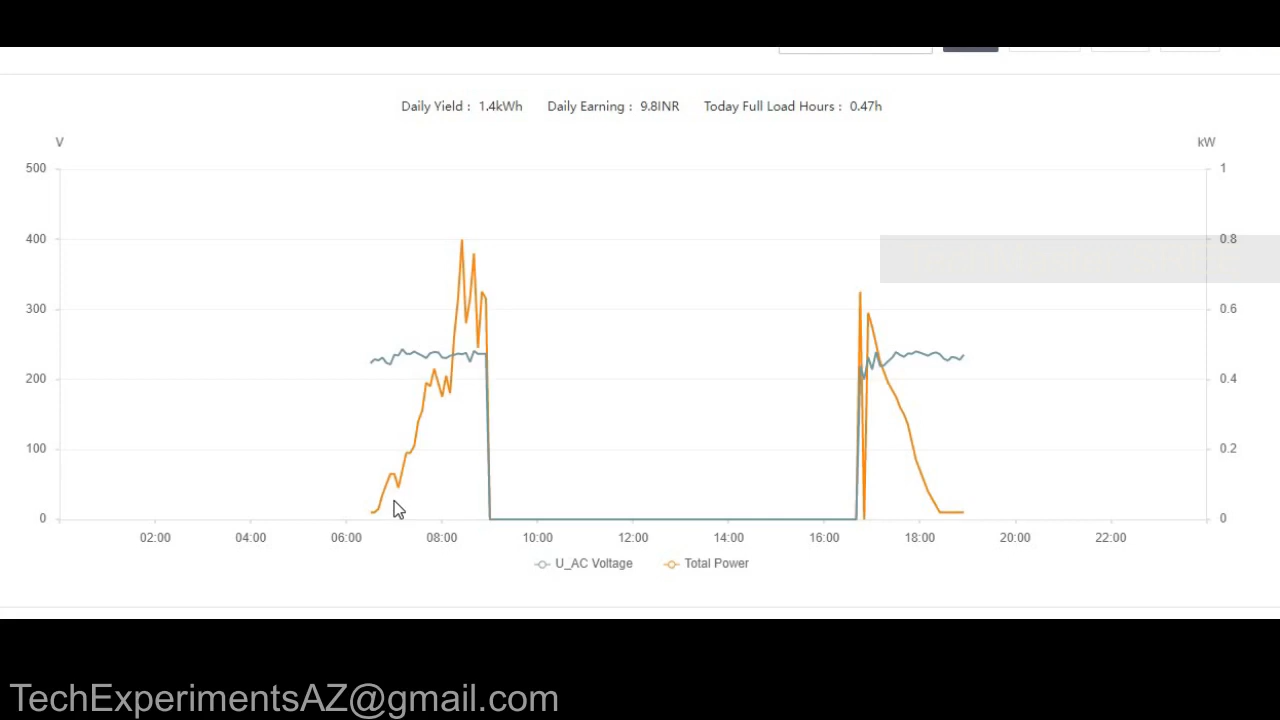 Daily Yield : 1.4kWh Daily Earning : 9.8INR Today Full Load Hours : 0.47h
V kW
500 1
400 0.8
300 0.6
200 0.4
100 0.2
0 0
02:00 04:00 06:00 08:00 10:00 12:00 14:00 16:00 18:00 20:00 22:00
U_AC Voltage Total Power
TechExperimentsAZ@gmail.com